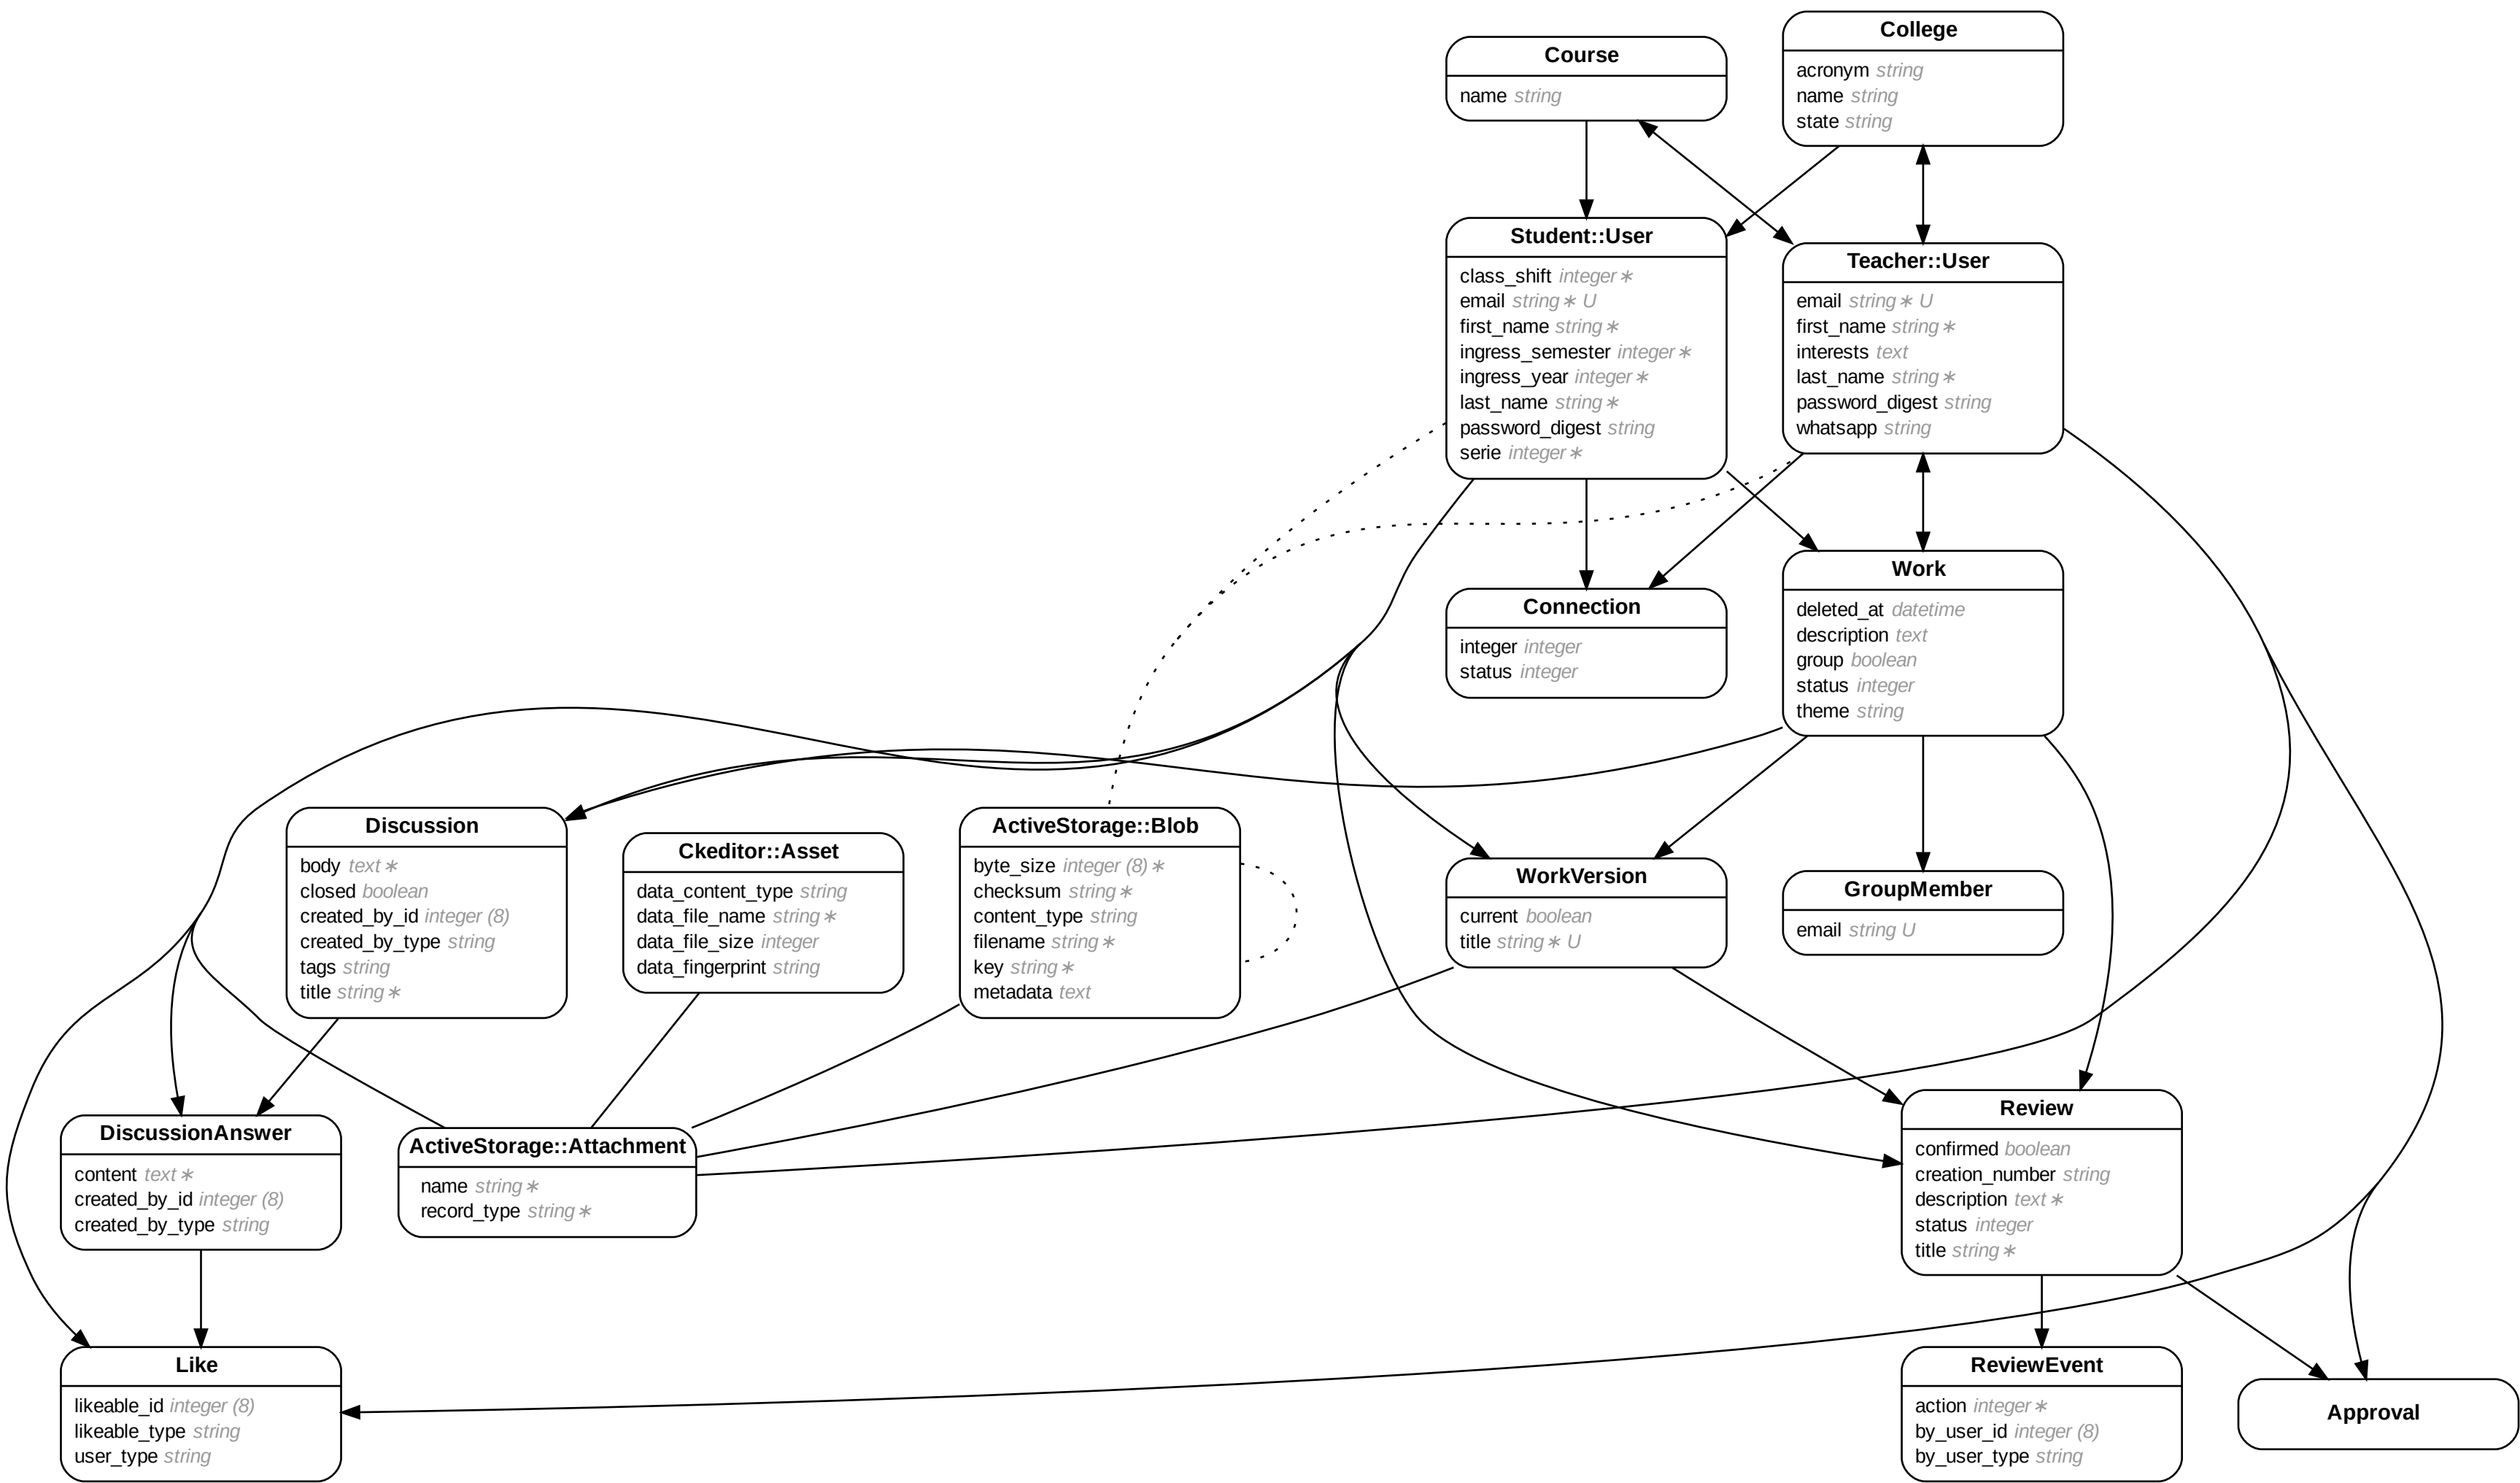 Course
name string
College
acronym string
name string
state string
Student::User
class_shift integer∗
email string∗ U
first_name string∗
ingress_semester integer∗
ingress_year integer∗
last_name string∗
password_digest string
serie integer∗
Teacher::User
email string∗ U
first_name string∗
interests text
last_name string∗
password_digest string
whatsapp string
Connection
integer integer
status integer
Work
deleted_at datetime
description text
group boolean
status integer
theme string
Discussion
body text∗
closed boolean
created_by_id integer (8)
created_by_type string
tags string
title string∗
Ckeditor::Asset
data_content_type string
data_file_name string∗
data_file_size integer
data_fingerprint string
ActiveStorage::Blob
byte_size integer (8)∗
checksum string∗
content_type string
filename string∗
key string∗
metadata text
WorkVersion
current boolean
title string∗ U
GroupMember
email string U
DiscussionAnswer
content text∗
created_by_id integer (8)
created_by_type string
ActiveStorage::Attachment
name string∗
record_type string∗
Review
confirmed boolean
creation_number string
description text∗
status integer
title string∗
Like
likeable_id integer (8)
likeable_type string
user_type string
ReviewEvent
action integer∗
by_user_id integer (8)
by_user_type string
Approval